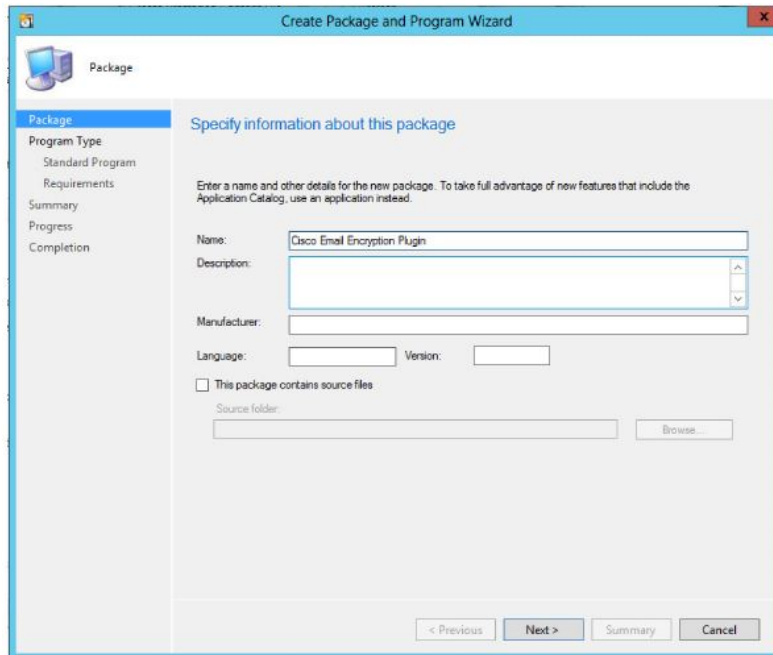 Create Package and Program Wizard
x
Package
Package
Program Type
Standard Program
Requirements
Summary
Progress
Completion
Specify information about this package
Enter a name and other details for the new package. To take full advantage of new features that include the
Application Catalog, use an application instead.
Name: Cisco Email Encryption Plugin
Description:
Manufacturer:
Language: Version:
This package contains source files
Source folder:
Browse...
< Previous Next > Summary Cancel